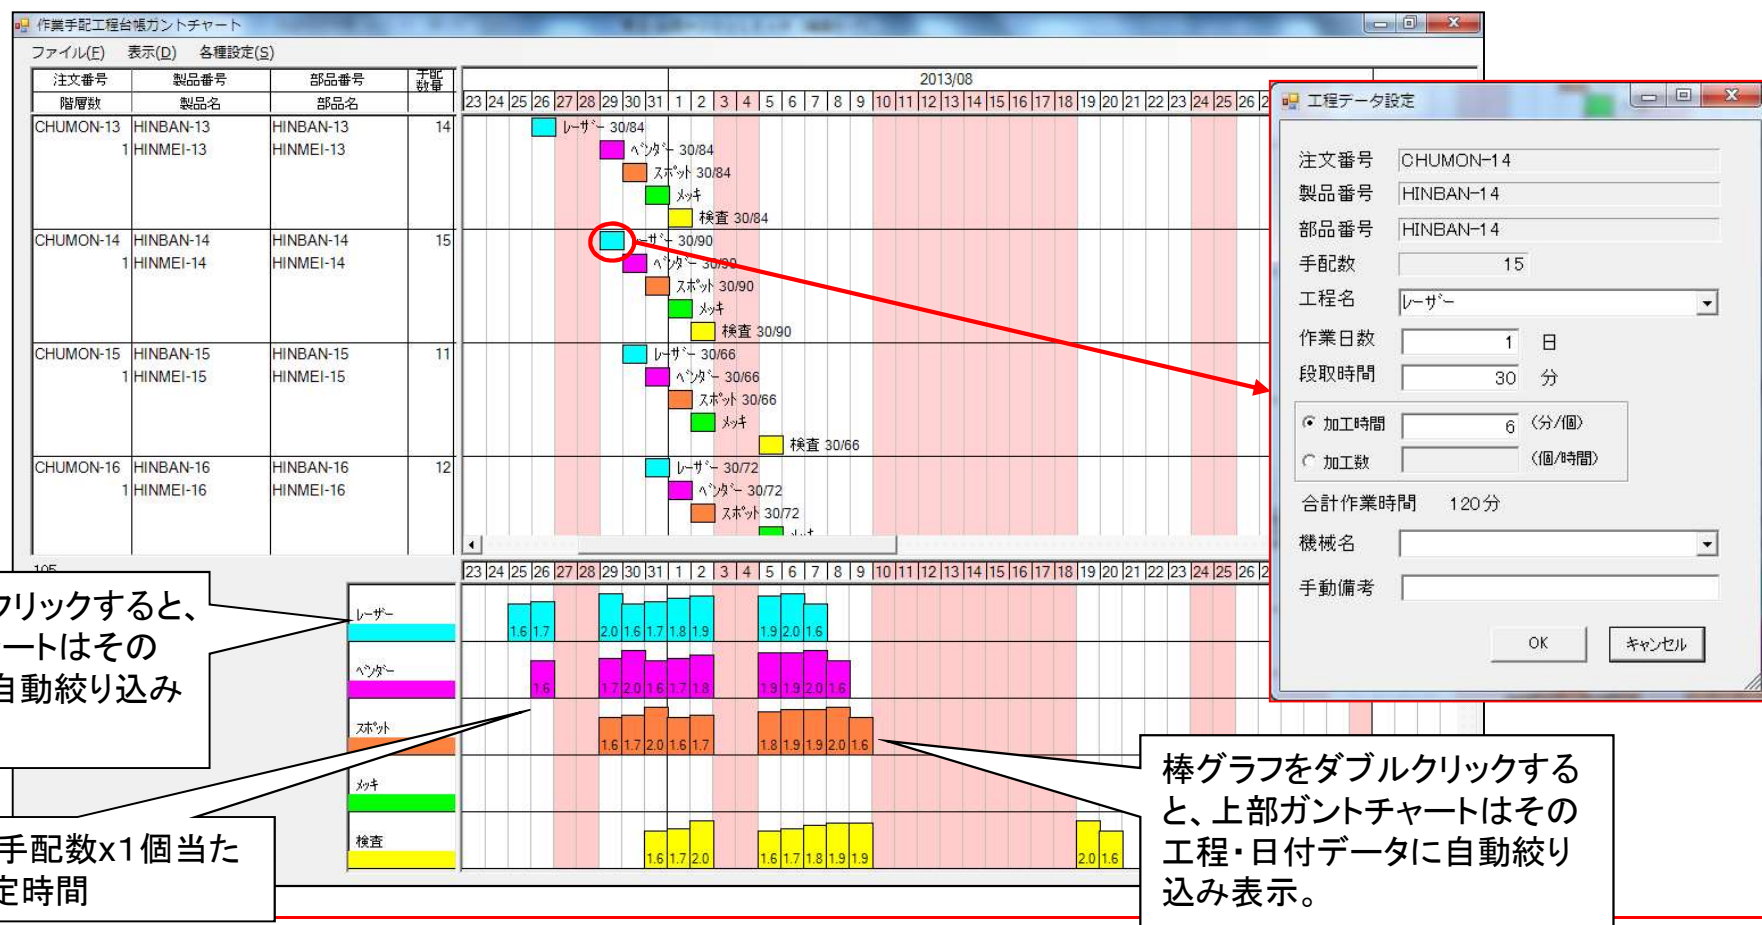 作業手配工程台帳ガントチャート
ファイル(F) 表示(D) 各種設定(S)
注文番号 製品番号 部品番号 手配数量
階層数 製品名 部品名
2013/08
23 24 25 26 27 28 29 30 31 1 2 3 4 5 6 7 8 9 10 11 12 13 14 15 16 17 18 19 20 21 22 23 24 25 26
CHUMON-13 HINBAN-13 HINBAN-13 14
1 HINMEI-13 HINMEI-13
レーザー 30/84
ベンダー 30/84
スポット 30/84
メッキ
検査 30/84
CHUMON-14 HINBAN-14 HINBAN-14 15
1 HINMEI-14 HINMEI-14
レーザー 30/90
ベンダー 30/90
スポット 30/90
メッキ
検査 30/90
CHUMON-15 HINBAN-15 HINBAN-15 11
1 HINMEI-15 HINMEI-15
レーザー 30/66
ベンダー 30/66
スポット 30/66
メッキ
検査 30/66
CHUMON-16 HINBAN-16 HINBAN-16 12
1 HINMEI-16 HINMEI-16
レーザー 30/72
ベンダー 30/72
スポット 30/72
23 24 25 26 27 28 29 30 31 1 2 3 4 5 6 7 8 9 10 11 12 13 14 15 16 17 18 19 20 21 22 23 24 25 26
レーザー
1.6 1.7 2.0 1.6 1.7 1.8 1.9 1.9 2.0 1.6
ベンダー
1.6 1.7 2.0 1.6 1.7 1.8 1.9 1.9 2.0 1.6
スポット
1.6 1.7 2.0 1.6 1.7 1.8 1.9 1.9 2.0 1.6
メッキ
検査
1.6 1.7 2.0 1.6 1.7 1.8 1.9 1.9 2.0 1.6
クリックすると、
ートはその
自動絞り込み
手配数x1個当た
定時間
棒グラフをダブルクリックする
と、上部ガントチャートはその
工程・日付データに自動絞り
込み表示。
工程データ設定
注文番号 CHUMON-14
製品番号 HINBAN-14
部品番号 HINBAN-14
手配数 15
工程名 レーザー
作業日数 1 日
段取時間 30 分
加工時間 6 (分/個)
加工数 (個/時間)
合計作業時間 120分
機械名
手動備考
OK キャンセル